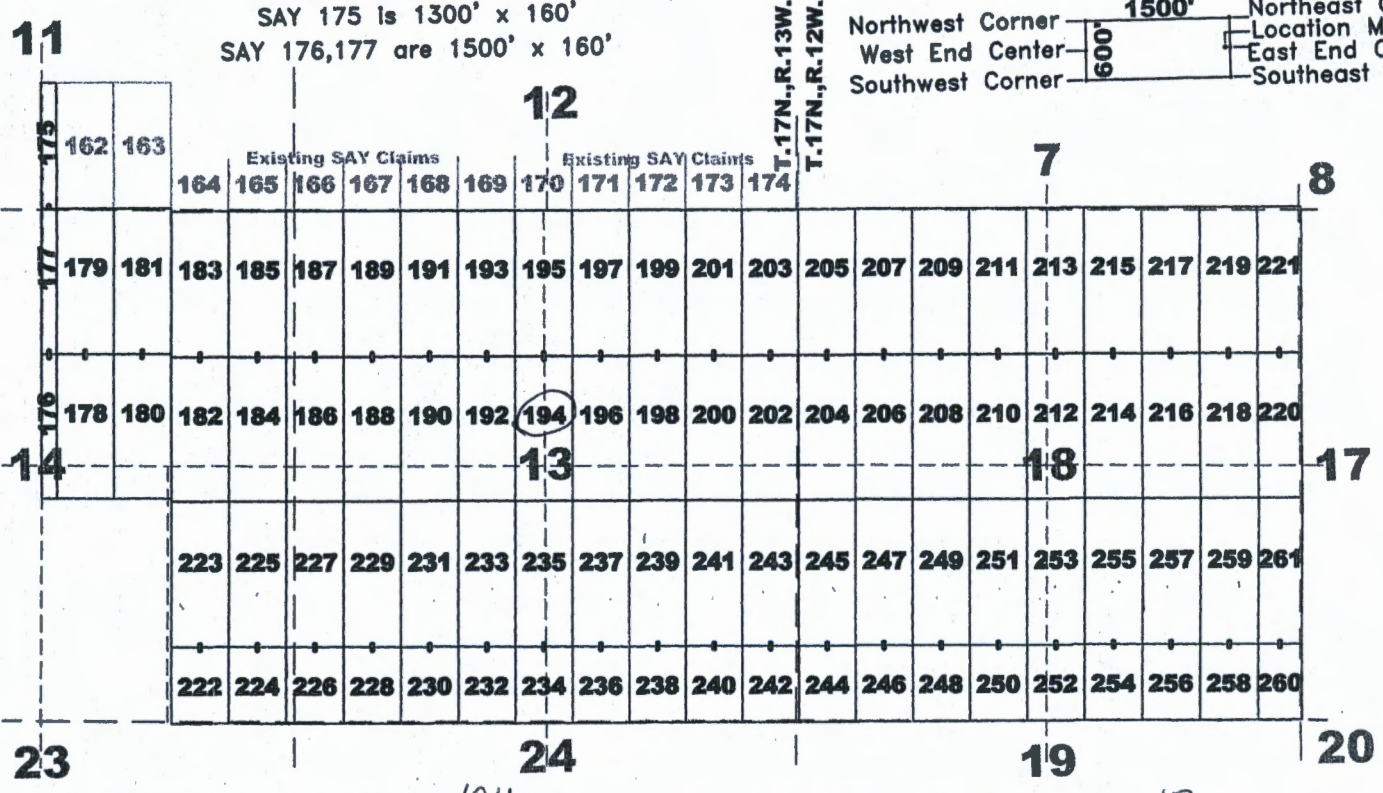 SAY 175 is 1300' x 160'
SAY 176,177 are 1500' x 160'
T.17N.,R.13W.
T.17N.,R.12W.
1500'
600'
Northwest Corner
West End Center
Southwest Corner
Northeast
Location
East End
Southeast
11
12
7
8
175 162 163
Existing SAY Claims Existing SAY Claims
164 165 166 167 168 169 170 171 172 173 174
177 179 181 183 185 187 189 191 193 195 197 199 201 203 205 207 209 211 213 215 217 219 221
176 178 180 182 184 186 188 190 192 194 196 198 200 202 204 206 208 210 212 214 216 218 220
14 13 18 17
223 225 227 229 231 233 235 237 239 241 243 245 247 249 251 253 255 257 259 261
222 224 226 228 230 232 234 236 238 240 242 244 246 248 250 252 254 256 258 260
23 24 19 20